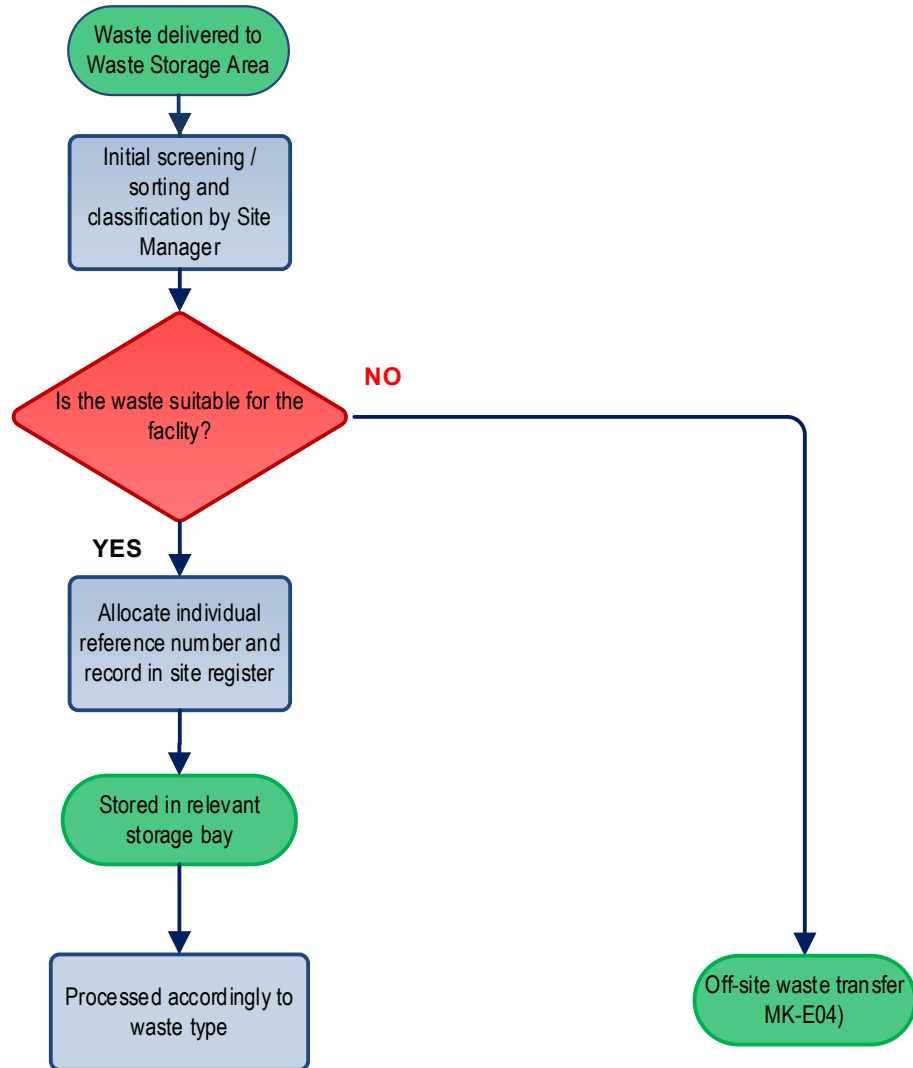 Waste delivered to
Waste Storage Area
Initial screening /
sorting and
classification by Site
Manager
Is the waste suitable for the
faclity?
NO
YES
Allocate individual
reference number and
record in site register
Stored in relevant
storage bay
Processed accordingly to
waste type
Off-site waste transfer
MK-E04)